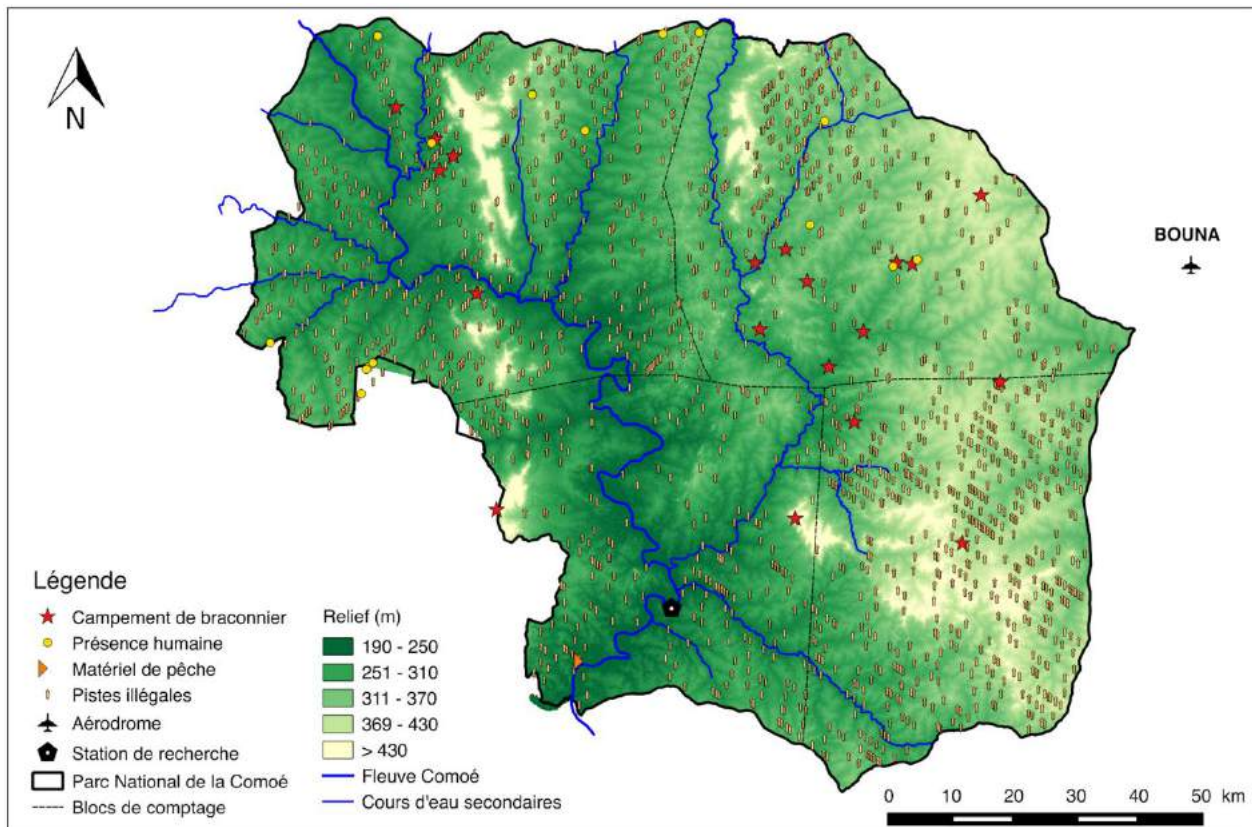 N
BOUNA
Légende
Campement de braconnier
Présence humaine
Matériel de pêche
Pistes illégales
Aérodrome
Station de recherche
Parc National de la Comoé
Blocs de comptage
Relief (m)
190 - 250
251 - 310
311 - 370
369 - 430
> 430
Fleuve Comoé
Cours d'eau secondaires
0 10 20 30 40 50 km